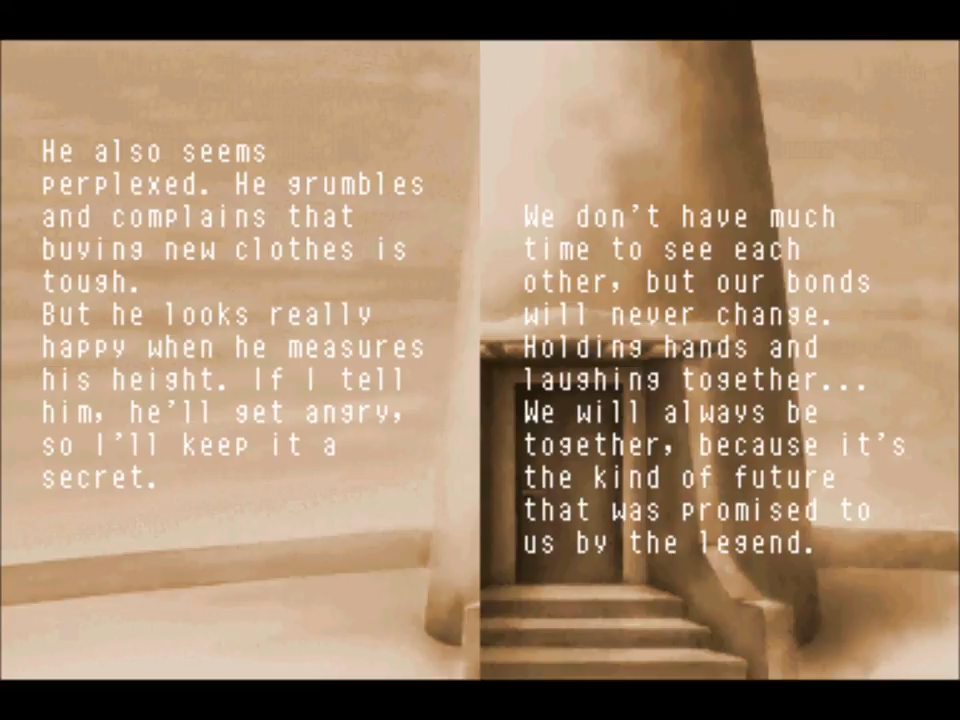 He also seems
perplexed. He grumbles
and complains that
buying new clothes is
tough.
But he looks really
happy when he measures
his height. If I tell
him, he'll get angry,
so I'll keep it a
secret.
We don't have much
time to see each
other, but our bonds
will never change.
Holding hands and
laughing together...
We will always be
together, because it's
the kind of future
that was promised to
us by the legend.